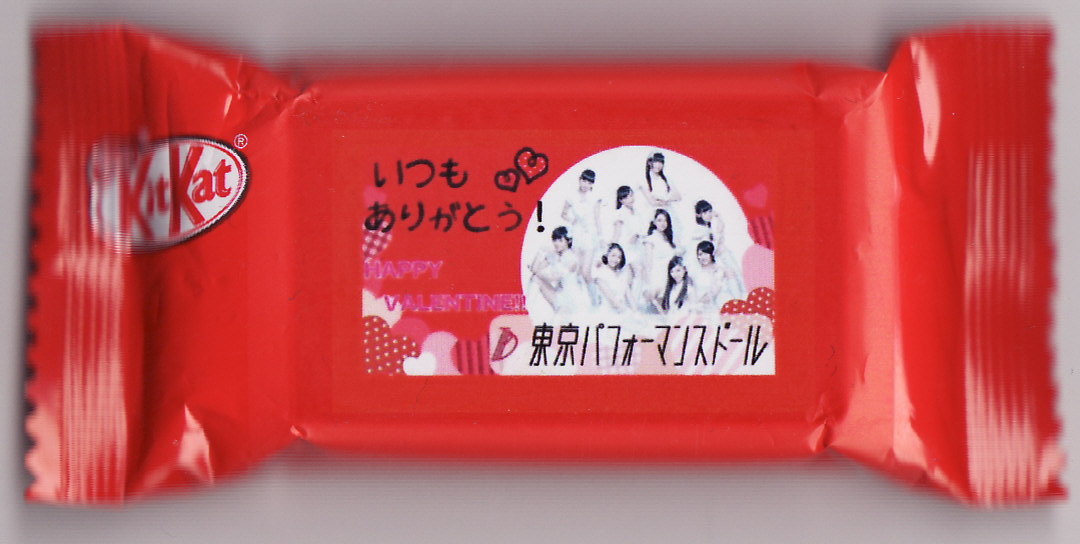 KitKat®
いつも
ありがとう!
HAPPY
VALENTINE!!
東京パフォーマンスドール